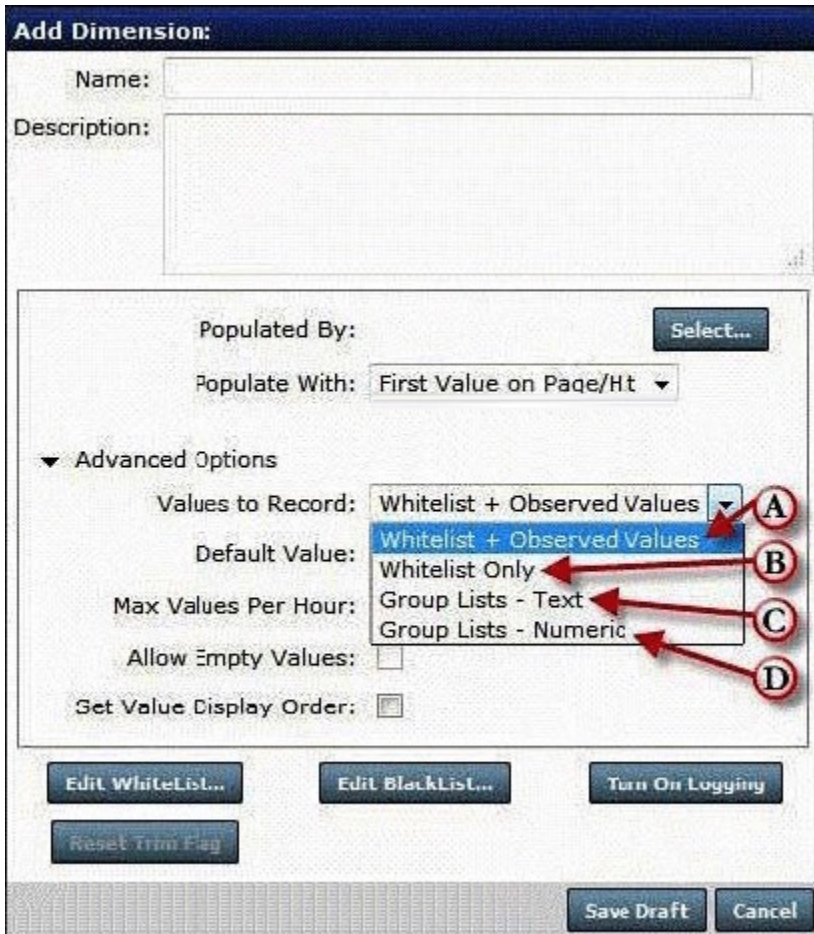 Add Dimension:
Name:
Description:
Populated By:
Select...
Populate With: First Value on Page/Ht
Advanced Options
Values to Record: Whitelist + Observed Values
A
Whitelist + Observed Values
Default Value:
Whitelist Only
B
Max Values Per Hour:
Group Lists - Text
C
Group Lists - Numeric
Allow Empty Values:
D
Set Value Display Order:
Edit WhiteList...
Edit BlackList...
Turn On Logging
Reset Trim Flag
Save Draft
Cancel